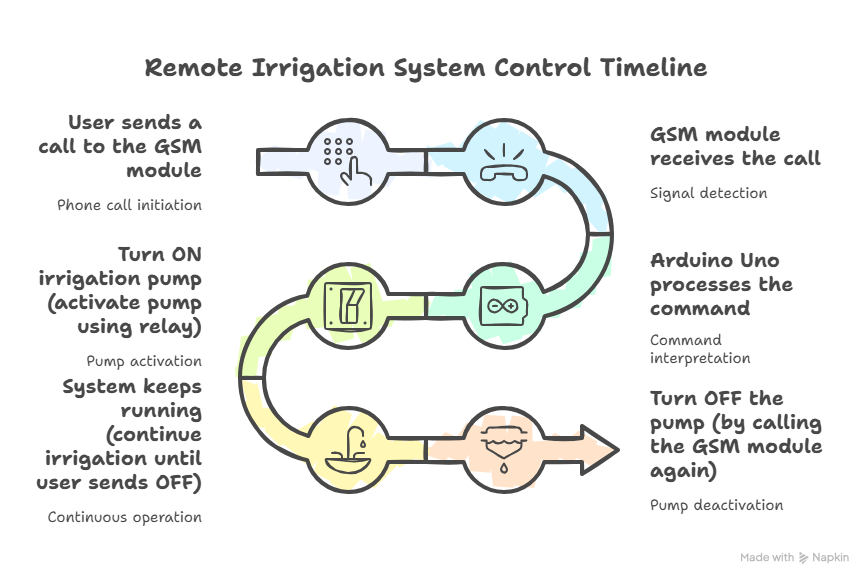 Remote Irrigation System Control Timeline
User sends a
call to the GSM
module
Phone call initiation
GSM module
receives the call
Signal detection
Arduino Uno
processes the
command
Command
interpretation
Turn ON
irrigation pump
(activate pump
using relay)
Pump activation
System keeps
running
(continue
irrigation until
user sends OFF)
Continuous operation
Turn OFF the
pump (by calling
the GSM module
again)
Pump deactivation
Made with Napkin